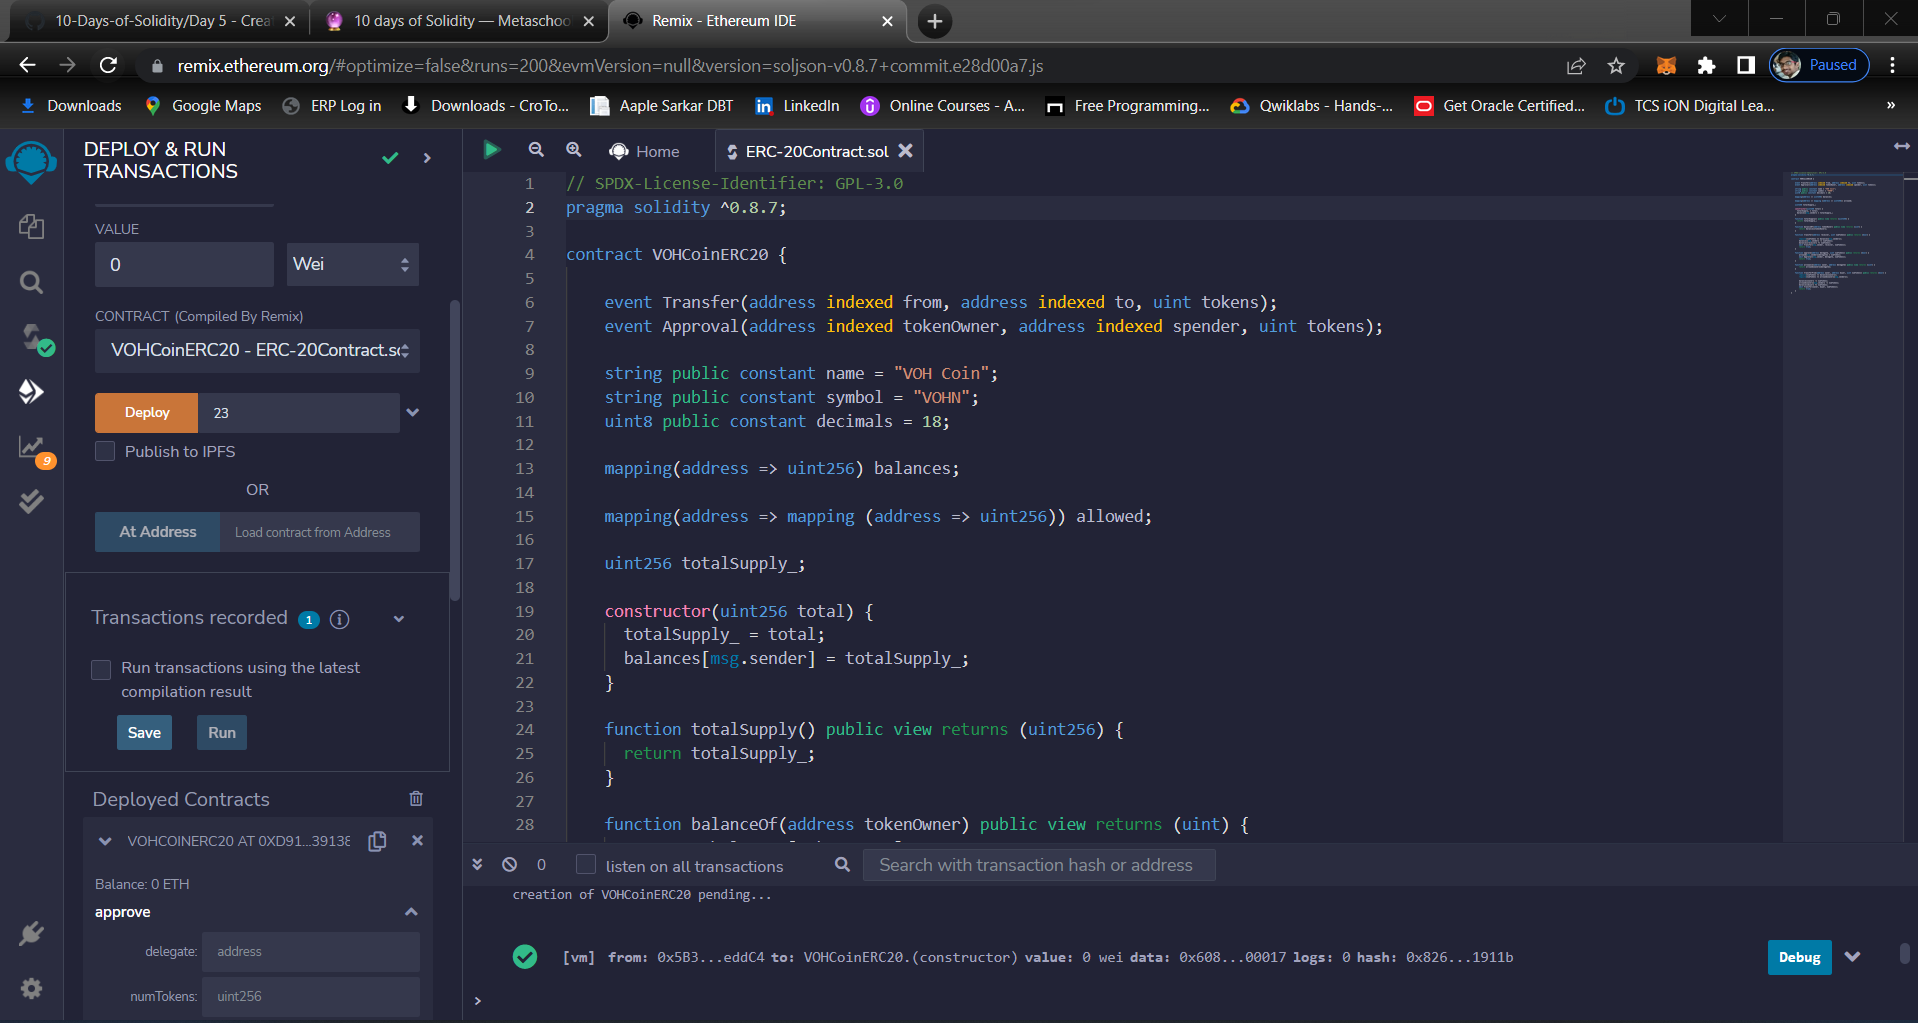 10-Days-of-Solidity/Day 5 - Crea
10 days of Solidity — Metaschoo
Remix - Ethereum IDE
remix.ethereum.org/#optimize=false&runs=200&evmVersion=null&version=soljson-v0.8.7+commit.e28d00a7.js
Paused
Downloads
Google Maps
ERP Log in
Downloads - CroTo...
Aaple Sarkar DBT
LinkedIn
Online Courses - A...
Free Programming...
Qwiklabs - Hands-...
Get Oracle Certified...
TCS iON Digital Lea...
»
DEPLOY & RUN
TRANSACTIONS
VALUE
0
Wei
CONTRACT (Compiled By Remix)
VOHCoinERC20 - ERC-20Contract.sc
Deploy
23
Publish to IPFS
OR
At Address
Load contract from Address
9
Transactions recorded 1 i
Run transactions using the latest
compilation result
Save
Run
Deployed Contracts
VOHCOINERC20 AT 0XD91...39138
Balance: 0 ETH
approve
delegate: address
numTokens: uint256
Home
ERC-20Contract.sol
1 // SPDX-License-Identifier: GPL-3.0
2 pragma solidity ^0.8.7;
3
4 contract VOHCoinERC20 {
5
6 event Transfer(address indexed from, address indexed to, uint tokens);
7 event Approval(address indexed tokenOwner, address indexed spender, uint tokens);
8
9 string public constant name = "VOH Coin";
10 string public constant symbol = "VOHN";
11 uint8 public constant decimals = 18;
12
13 mapping(address => uint256) balances;
14
15 mapping(address => mapping (address => uint256)) allowed;
16
17 uint256 totalSupply_;
18
19 constructor(uint256 total) {
20 totalSupply_ = total;
21 balances[msg.sender] = totalSupply_;
22 }
23
24 function totalSupply() public view returns (uint256) {
25 return totalSupply_;
26 }
27
28 function balanceOf(address tokenOwner) public view returns (uint) {
0
listen on all transactions
Search with transaction hash or address
creation of VOHCoinERC20 pending...
[vm] from: 0x5B3...eddC4 to: VOHCoinERC20.(constructor) value: 0 wei data: 0x608...00017 logs: 0 hash: 0x826...1911b
Debug
>